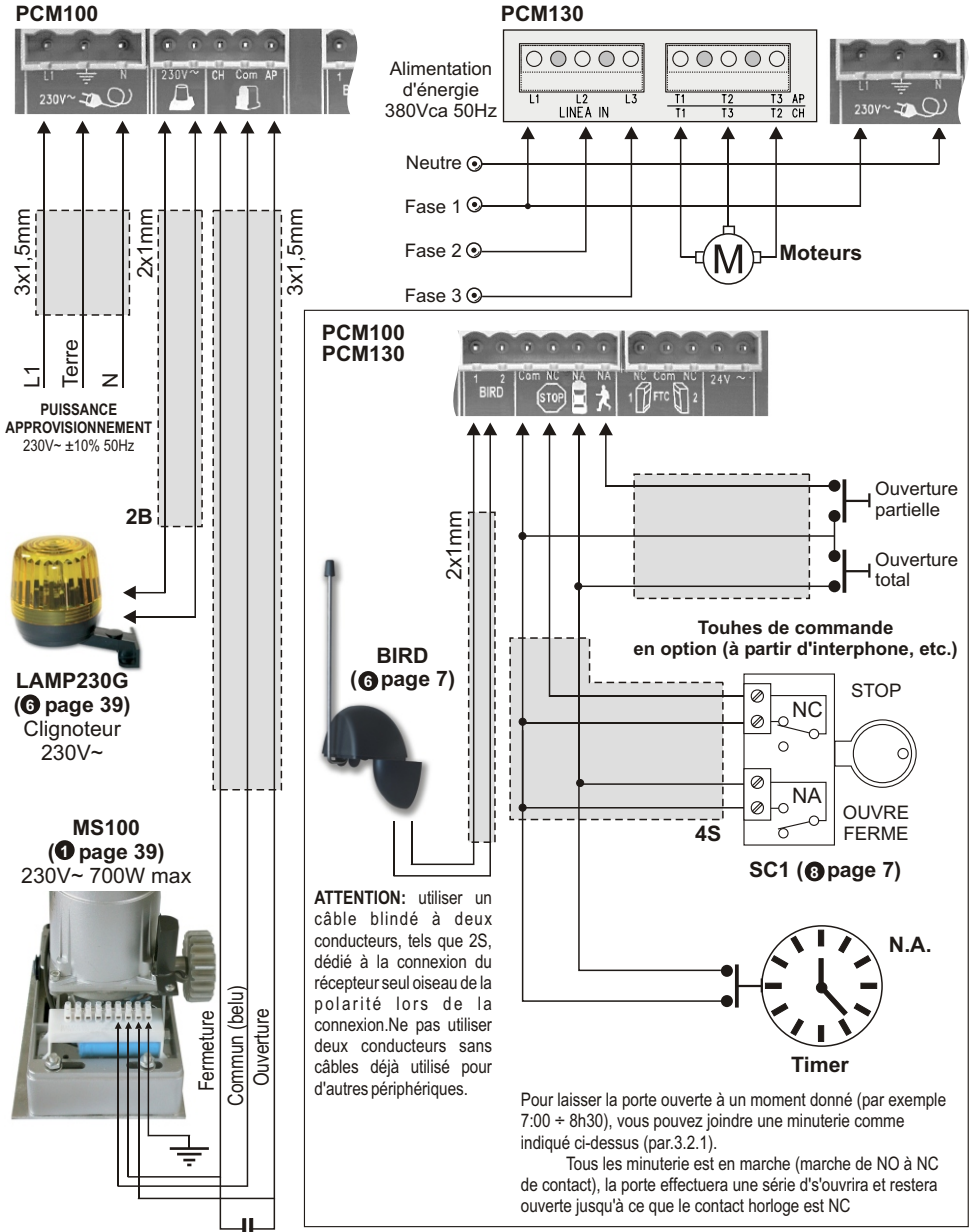 PCM100
L1 N
230V~
230V~ CH Com AP
1
B
3x1,5mm
2x1mm
3x1,5mm
L1
Terre
N
PUISSANCE
APPROVISIONNEMENT
230V~ ±10% 50Hz
2B
LAMP230G
(6 page 39)
Clignoteur
230V~
MS100
(1 page 39)
230V~ 700W max
Fermeture
Commun (belu)
Ouverture
PCM130
Alimentation
d'énergie
380Vca 50Hz
L1 L2 L3
LINEA IN
T1 T2 T3 AP
T1 T3 T2 CH
L1 N
230V~
Neutre
Fase 1
Fase 2
Fase 3
M
Moteurs
PCM100
PCM130
1 2 Com NC NA NA
BIRD STOP
NC Com NC 24V ~
1 FTC 2
2x1mm
BIRD
(6 page 7)
ATTENTION: utiliser un
câble blindé à deux
conducteurs, tels que 2S,
dédié à la connexion du
récepteur seul oiseau de la
polarité lors de la
connexion.Ne pas utiliser
deux conducteurs sans
câbles déjà utilisé pour
d'autres périphériques.
Ouverture
partielle
Ouverture
total
Touhes de commande
en option (à partir d'interphone, etc.)
NC
STOP
NA
OUVRE
FERME
4S
SC1 (8 page 7)
N.A.
Timer
Pour laisser la porte ouverte à un moment donné (par exemple
7:00 ÷ 8h30), vous pouvez joindre une minuterie comme
indiqué ci-dessus (par.3.2.1).
Tous les minuterie est en marche (marche de NO à NC
de contact), la porte effectuera une série d's'ouvrira et restera
ouverte jusqu'à ce que le contact horloge est NC